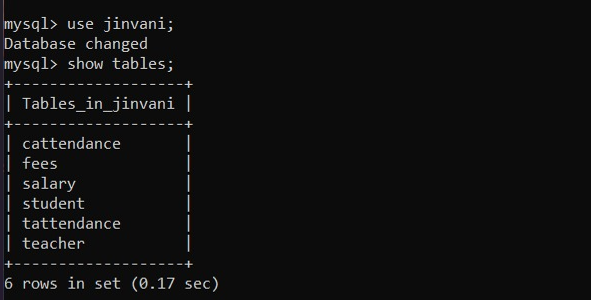 mysql> use jinvani;
Database changed
mysql> show tables;
+-------------------+
| Tables_in_jinvani |
+-------------------+
| cattendance       |
| fees              |
| salary            |
| student           |
| tattendance       |
| teacher           |
+-------------------+
6 rows in set (0.17 sec)